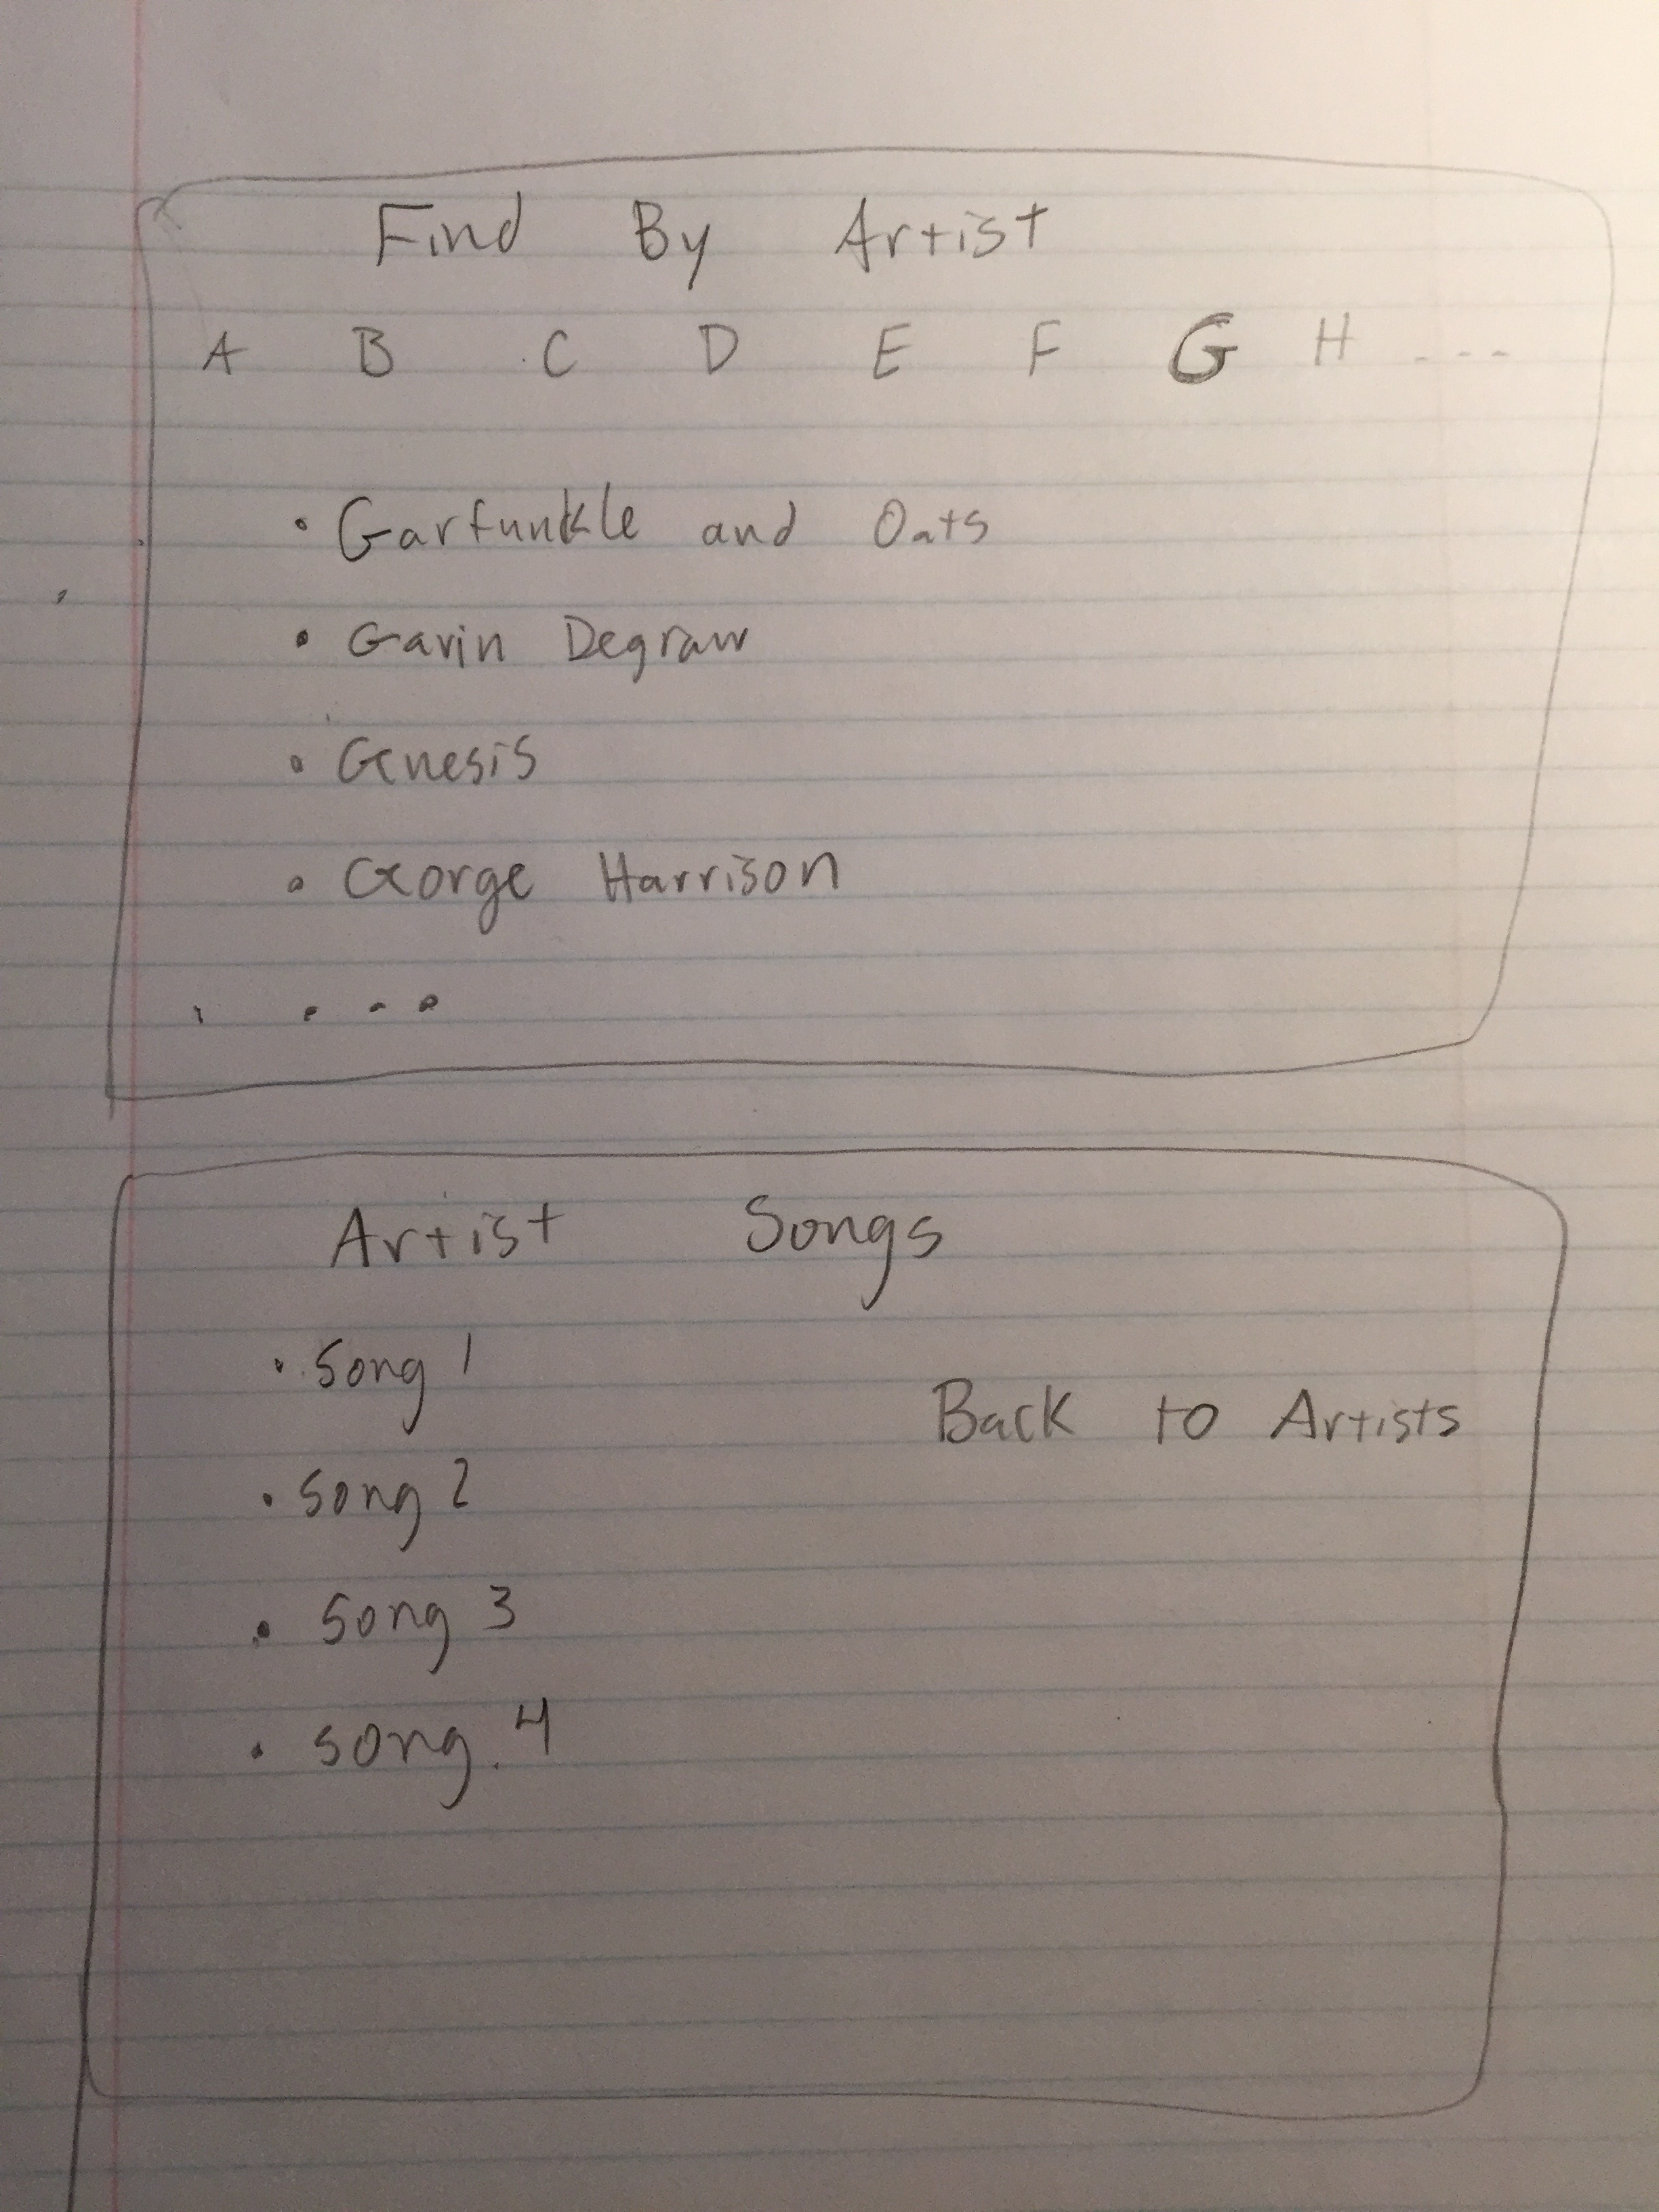 Find By Artist
A B C D E F G H ...
• Garfunkle and Oats
• Gavin Degraw
• Genesis
• George Harrison
. . . .
Artist Songs
• Song 1
Back to Artists
• Song 2
• Song 3
• Song 4